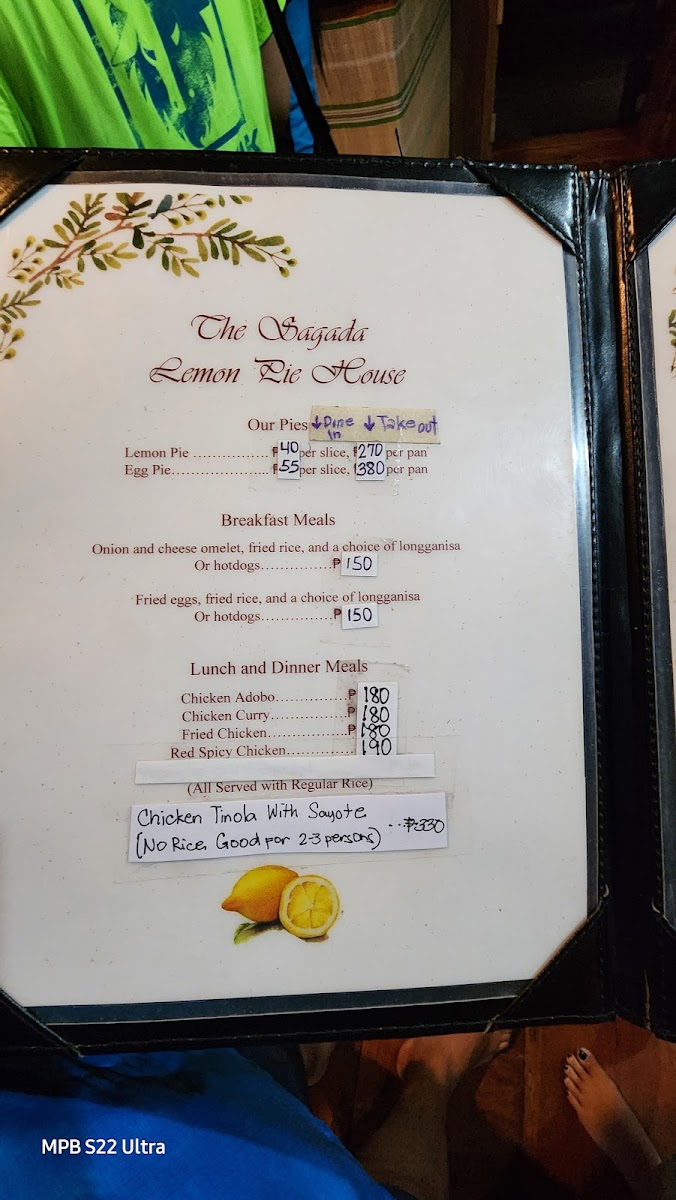 The Sagada
Lemon Pie House
Our Pies ↓Dine In ↓Takeout
Lemon Pie ................ ₱40 per slice, ₱270 per pan
Egg Pie..................... ₱55 per slice, ₱380 per pan
Breakfast Meals
Onion and cheese omelet, fried rice, and a choice of longganisa
Or hotdogs...............₱ 150
Fried eggs, fried rice, and a choice of longganisa
Or hotdogs...............₱ 150
Lunch and Dinner Meals
Chicken Adobo...............₱ 180
Chicken Curry................₱ 180
Fried Chicken.................₱ 180
Red Spicy Chicken.............. 190
(All Served with Regular Rice)
Chicken Tinola With Sayote
(No Rice, Good for 2-3 persons) ...₱330
MPB S22 Ultra